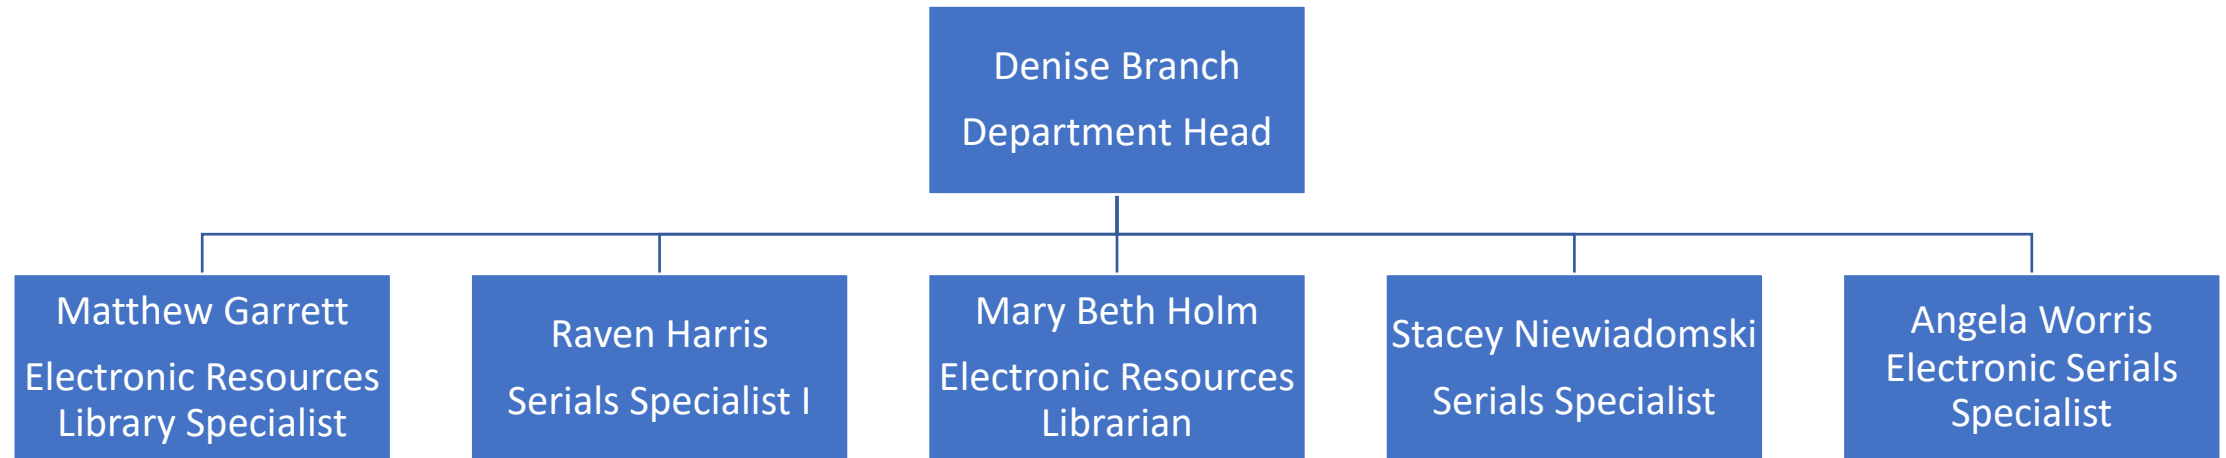 Denise Branch
Department Head
Matthew Garrett
Electronic Resources
Library Specialist
Raven Harris
Serials Specialist I
Mary Beth Holm
Electronic Resources
Librarian
Stacey Niewiadomski
Serials Specialist
Angela Worris
Electronic Serials
Specialist